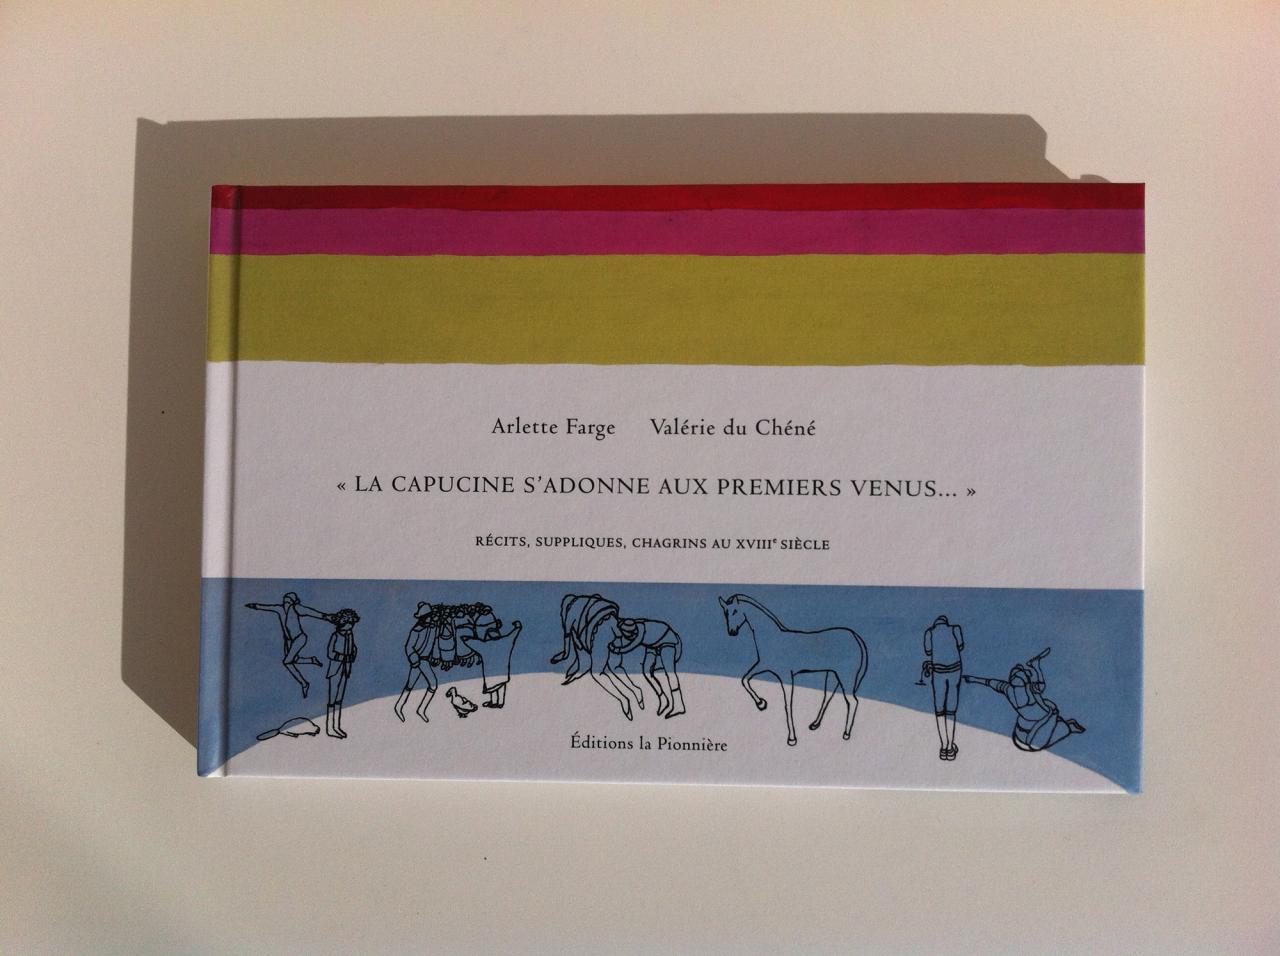 Arlette Farge Valérie du Chéné
« LA CAPUCINE S'ADONNE AUX PREMIERS VENUS... »
RÉCITS, SUPPLIQUES, CHAGRINS AU XVIIIe SIÈCLE
Éditions la Pionnière